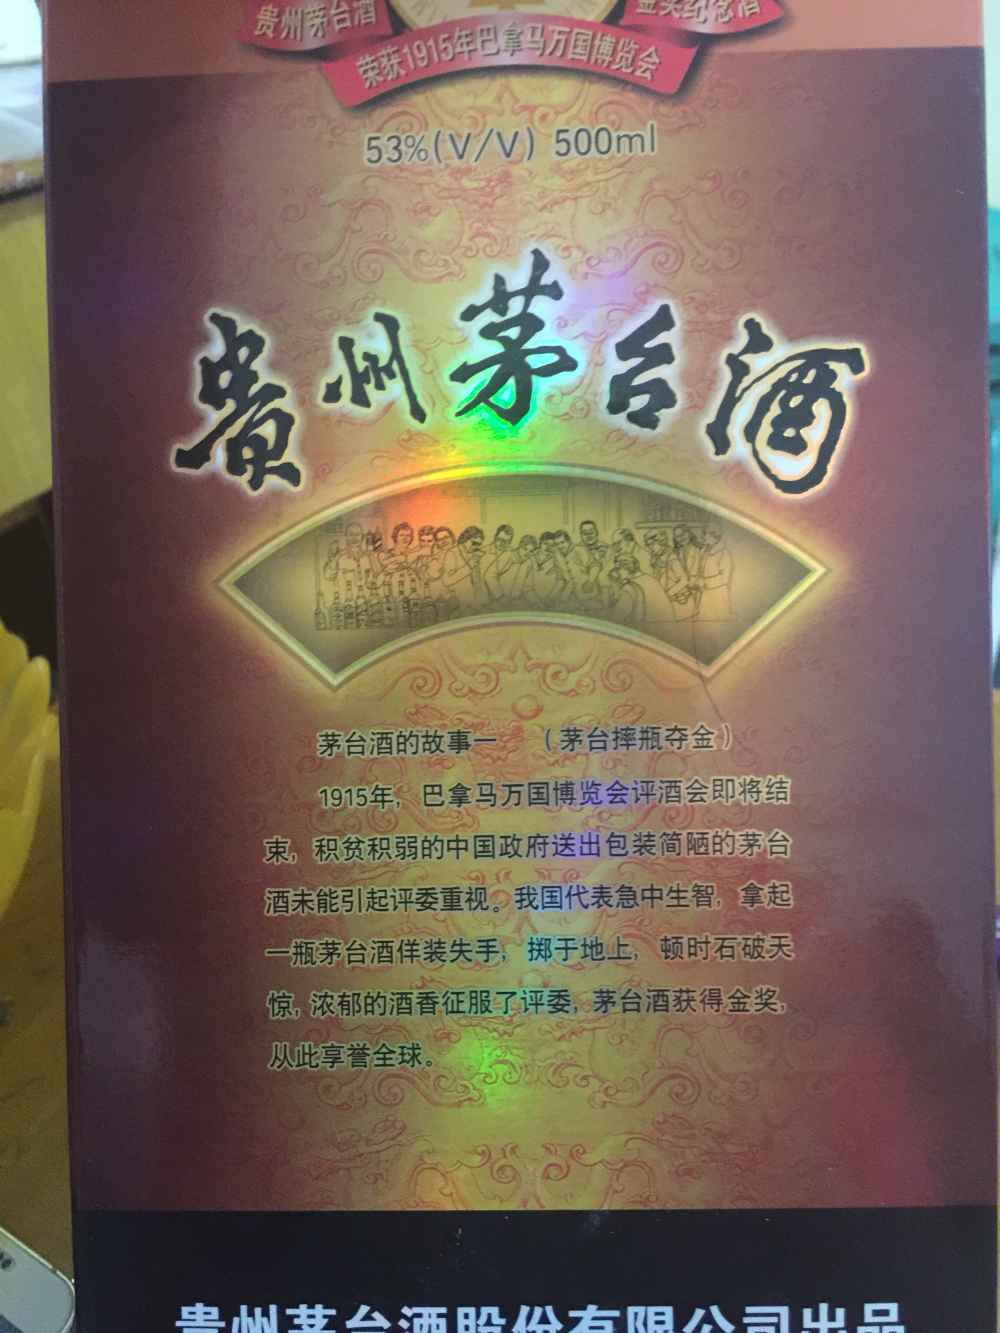 贵州茅台酒
金奖纪念酒
荣获1915年巴拿马万国博览会
53%(V/V) 500ml
貴州茅台酒
茅台酒的故事一 （茅台摔瓶夺金）
1915年，巴拿马万国博览会评酒会即将结
束，积贫积弱的中国政府送出包装简陋的茅台
酒未能引起评委重视。我国代表急中生智，拿起
一瓶茅台酒佯装失手，掷于地上，顿时石破天
惊，浓郁的酒香征服了评委，茅台酒获得金奖，
从此享誉全球。
贵州茅台酒股份有限公司出品